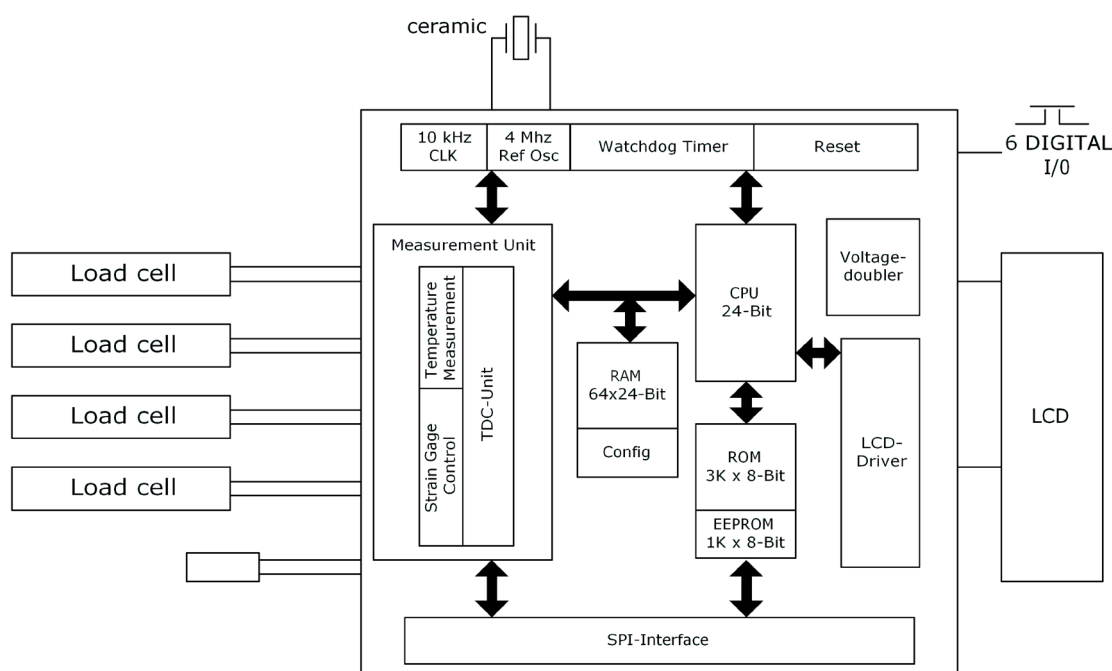 ceramic
10 kHz
CLK
4 Mhz
Ref Osc
Watchdog Timer
Reset
6 DIGITAL
I/0
Measurement Unit
Temperature
Measurement
Strain Gage
Control
TDC-Unit
CPU
24-Bit
Voltage-
doubler
Load cell
Load cell
Load cell
Load cell
RAM
64x24-Bit
Config
ROM
3K x 8-Bit
EEPROM
1K x 8-Bit
LCD-
Driver
LCD
SPI-Interface